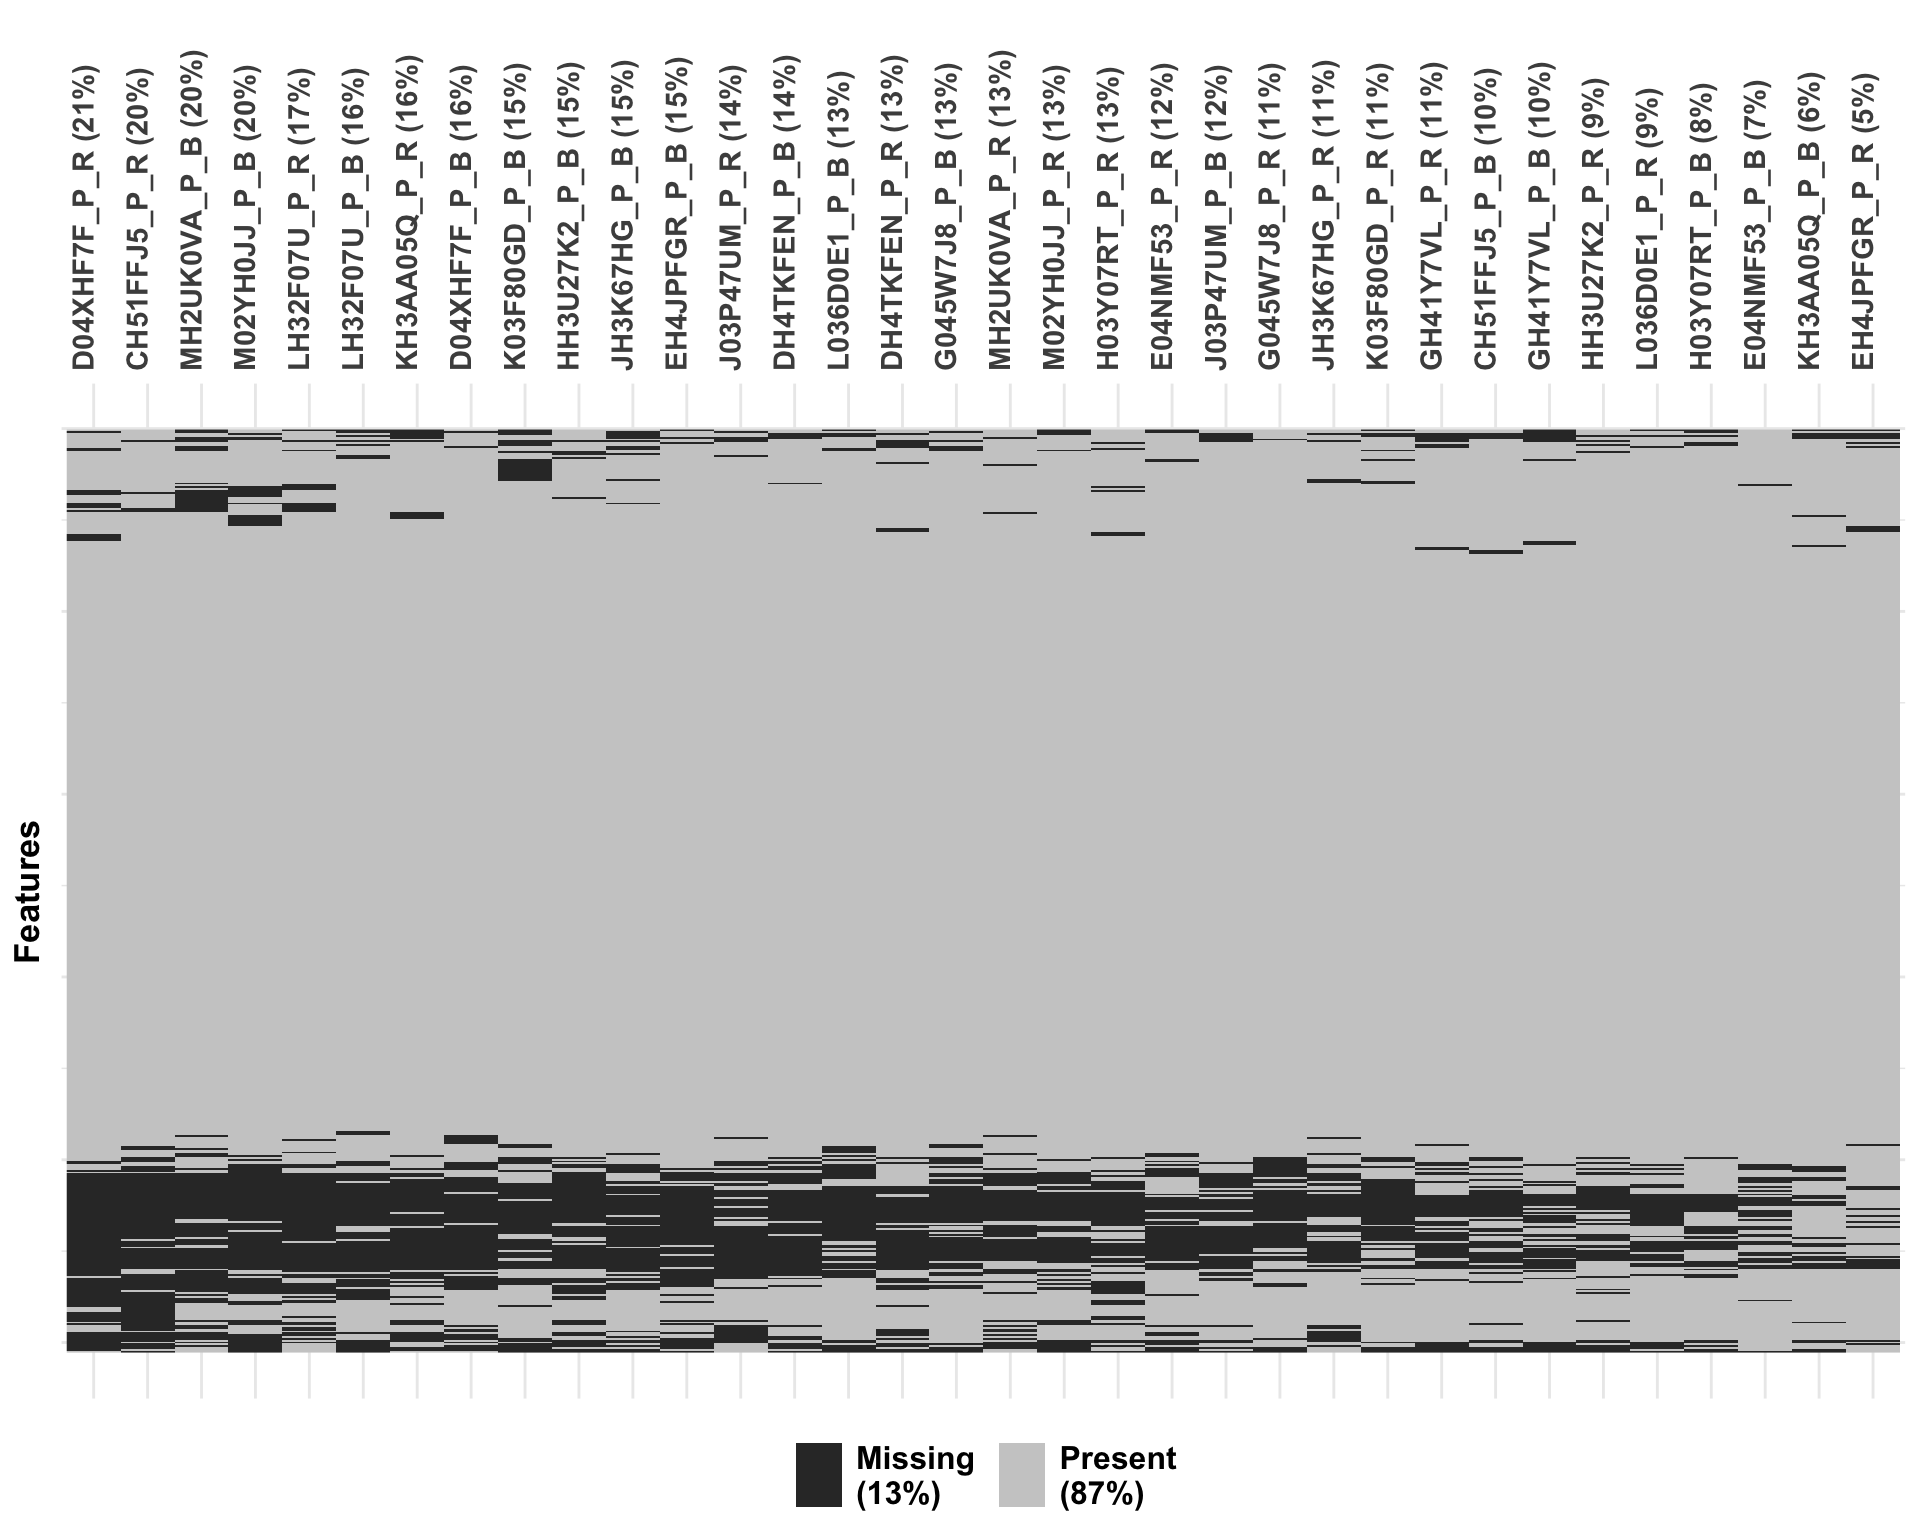 D04XHF7F_P_R (21%)
CH51FFJ5_P_R (20%)
MH2UK0VA_P_B (20%)
M02YH0JJ_P_B (20%)
LH32F07U_P_R (17%)
LH32F07U_P_B (16%)
KH3AA05Q_P_R (16%)
D04XHF7F_P_B (16%)
K03F80GD_P_B (15%)
HH3U27K2_P_B (15%)
JH3K67HG_P_B (15%)
EH4JPFGR_P_B (15%)
J03P47UM_P_R (14%)
DH4TKFEN_P_B (14%)
L036D0E1_P_B (13%)
DH4TKFEN_P_R (13%)
G045W7J8_P_B (13%)
MH2UK0VA_P_R (13%)
M02YH0JJ_P_R (13%)
H03Y07RT_P_R (13%)
E04NMF53_P_R (12%)
J03P47UM_P_B (12%)
G045W7J8_P_R (11%)
JH3K67HG_P_R (11%)
K03F80GD_P_R (11%)
GH41Y7VL_P_R (11%)
CH51FFJ5_P_B (10%)
GH41Y7VL_P_B (10%)
HH3U27K2_P_R (9%)
L036D0E1_P_R (9%)
H03Y07RT_P_B (8%)
E04NMF53_P_B (7%)
KH3AA05Q_P_B (6%)
EH4JPFGR_P_R (5%)
Features
Missing
(13%)
Present
(87%)